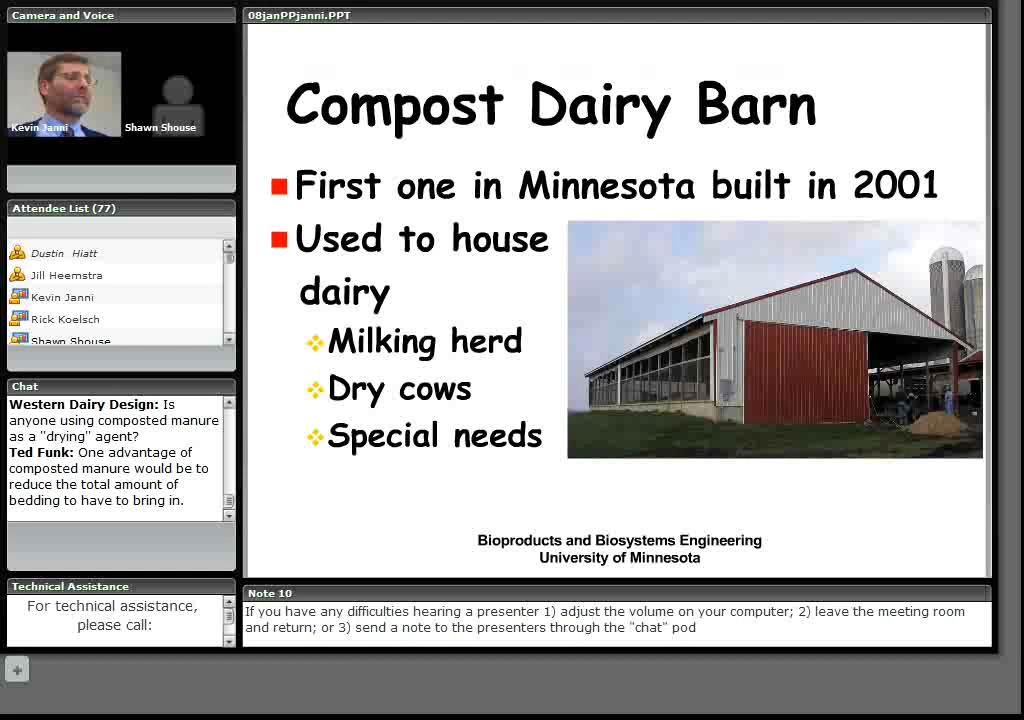 Camera and Voice
Kevin Janni
Shawn Shouse
Attendee List (77)
Dustin Hiatt
Jill Heemstra
Kevin Janni
Rick Koelsch
Shawn Shouse
Chat
Western Dairy Design: Is
anyone using composted manure
as a "drying" agent?
Ted Funk: One advantage of
composted manure would be to
reduce the total amount of
bedding to have to bring in.
Technical Assistance
For technical assistance,
please call:
08janPPjanni.PPT
Compost Dairy Barn
First one in Minnesota built in 2001
Used to house
dairy
Milking herd
Dry cows
Special needs
Bioproducts and Biosystems Engineering
University of Minnesota
Note 10
If you have any difficulties hearing a presenter 1) adjust the volume on your computer; 2) leave the meeting room
and return; or 3) send a note to the presenters through the "chat" pod